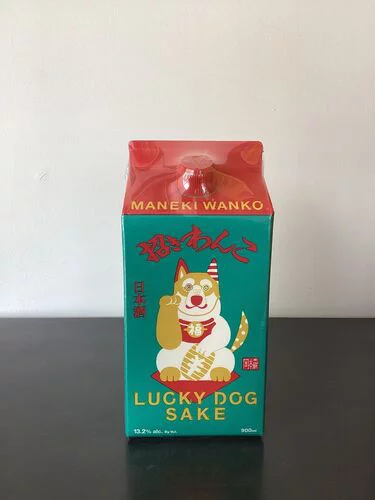 MANEKI WANKO
招きわんこ
日本酒
福
LUCKY DOG
SAKE
13.2% alc. By Vol.
900ml